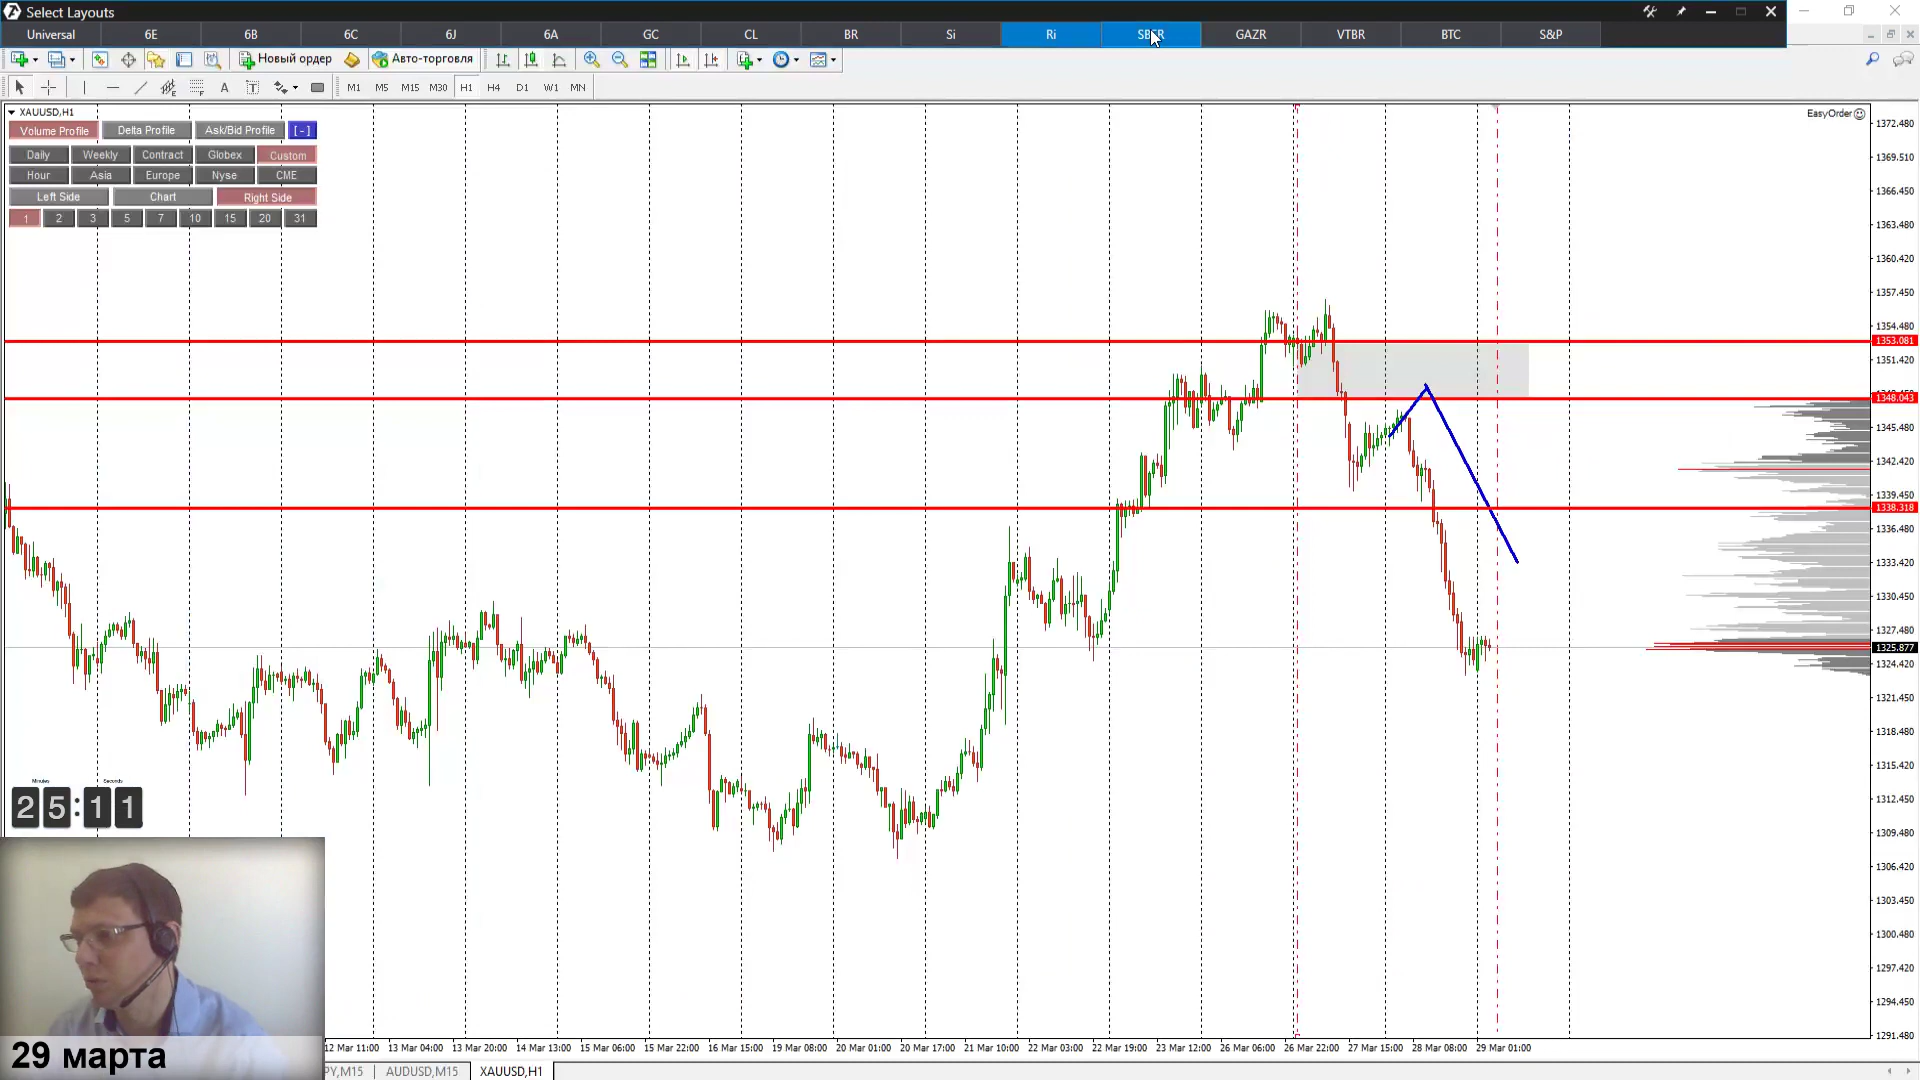 Select Layouts
Universal 6E 6B 6C 6J 6A GC CL BR Si Ri SBER GAZR VTBR BTC S&P
Новый ордер Авто-торговля
A T M1 M5 M15 M30 H1 H4 D1 W1 MN
XAUUSD,H1
EasyOrder
Volume Profile Delta Profile Ask/Bid Profile [-]
Daily Weekly Contract Globex Custom
Hour Asia Europe Nyse CME
Left Side Chart Right Side
1 2 3 5 7 10 15 20 31
1372.480
1369.510
1366.450
1363.480
1360.420
1357.450
1354.480
1353.081
1351.420
1348.043
1345.480
1342.420
1339.450
1338.318
1336.480
1333.420
1330.450
1327.480
1325.877
1324.420
1321.450
1318.480
1315.420
1312.450
1309.480
1306.420
1303.450
1300.480
1297.420
1294.450
1291.480
Minutes Seconds
25:11
29 марта
12 Mar 11:00 13 Mar 04:00 13 Mar 20:00 14 Mar 13:00 15 Mar 06:00 15 Mar 22:00 16 Mar 15:00 19 Mar 08:00 20 Mar 01:00 20 Mar 17:00 21 Mar 10:00 22 Mar 03:00 22 Mar 19:00 23 Mar 12:00 26 Mar 06:00 26 Mar 22:00 27 Mar 15:00 28 Mar 08:00 29 Mar 01:00
PY,M15 AUDUSD,M15 XAUUSD,H1